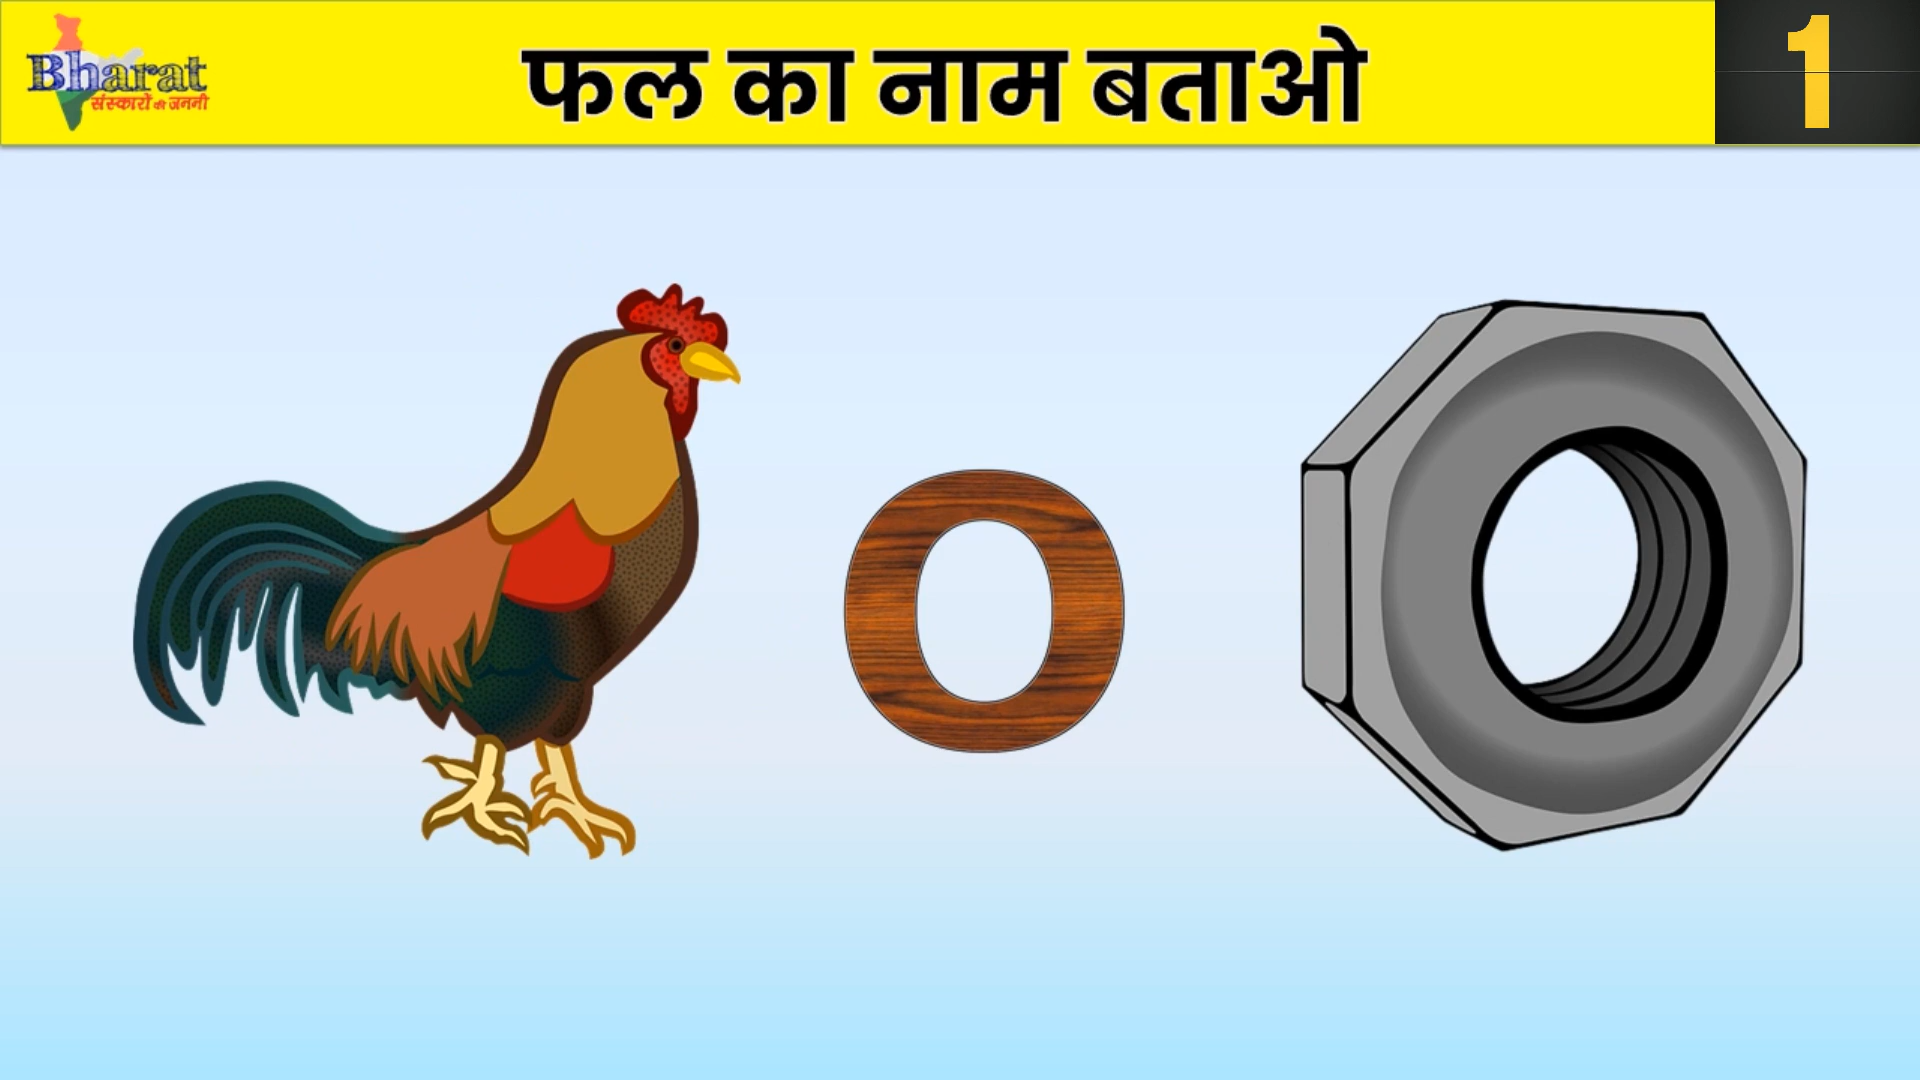 Bharat
संस्कारों की जननी
फल का नाम बताओ
1
O